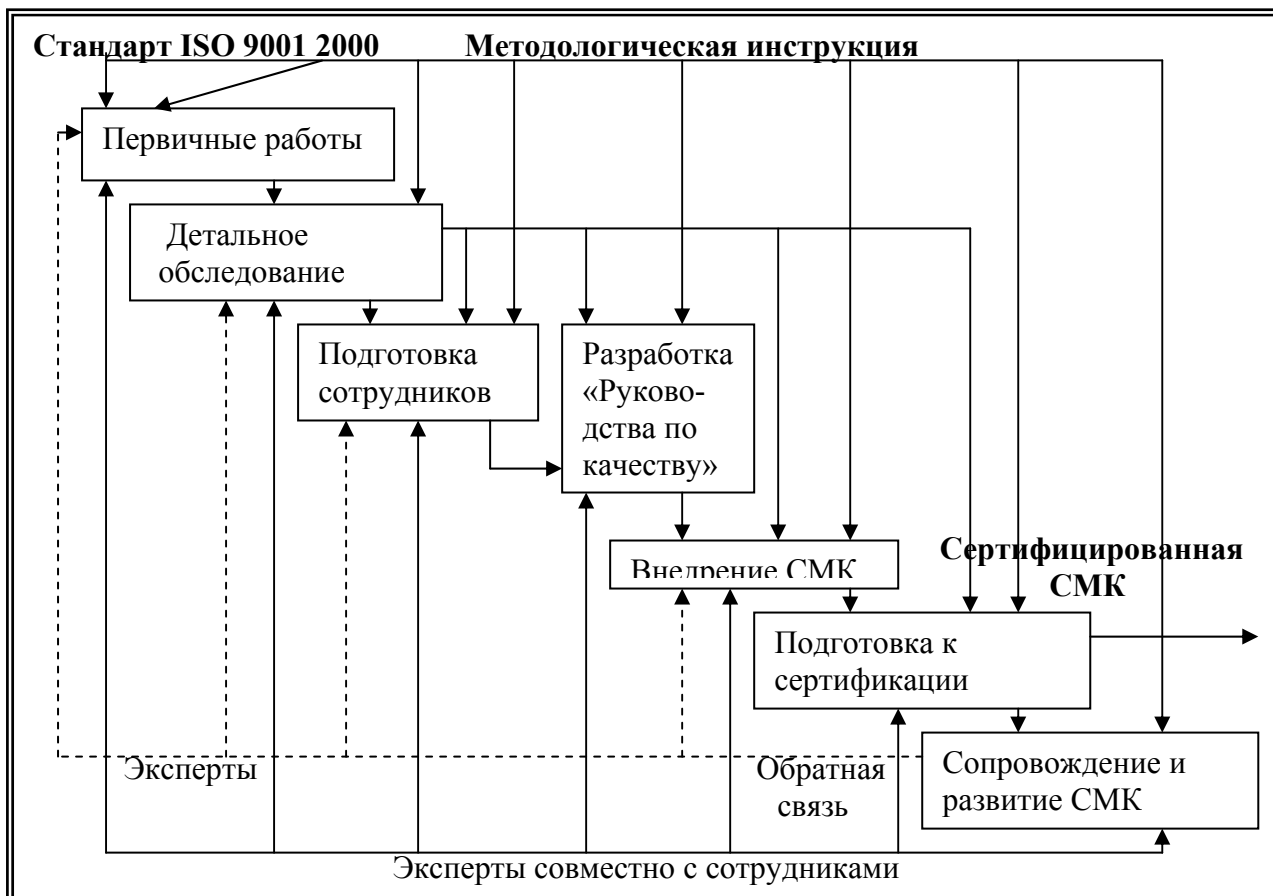 Стандарт ISO 9001 2000 Методологическая инструкция
Первичные работы
Детальное
обследование
Подготовка
сотрудников
Разработка
«Руково-
дства по
качеству»
Внедрение СМК
Сертифицированная
СМК
Подготовка к
сертификации
Эксперты
Обратная
связь
Сопровождение и
развитие СМК
Эксперты совместно с сотрудниками